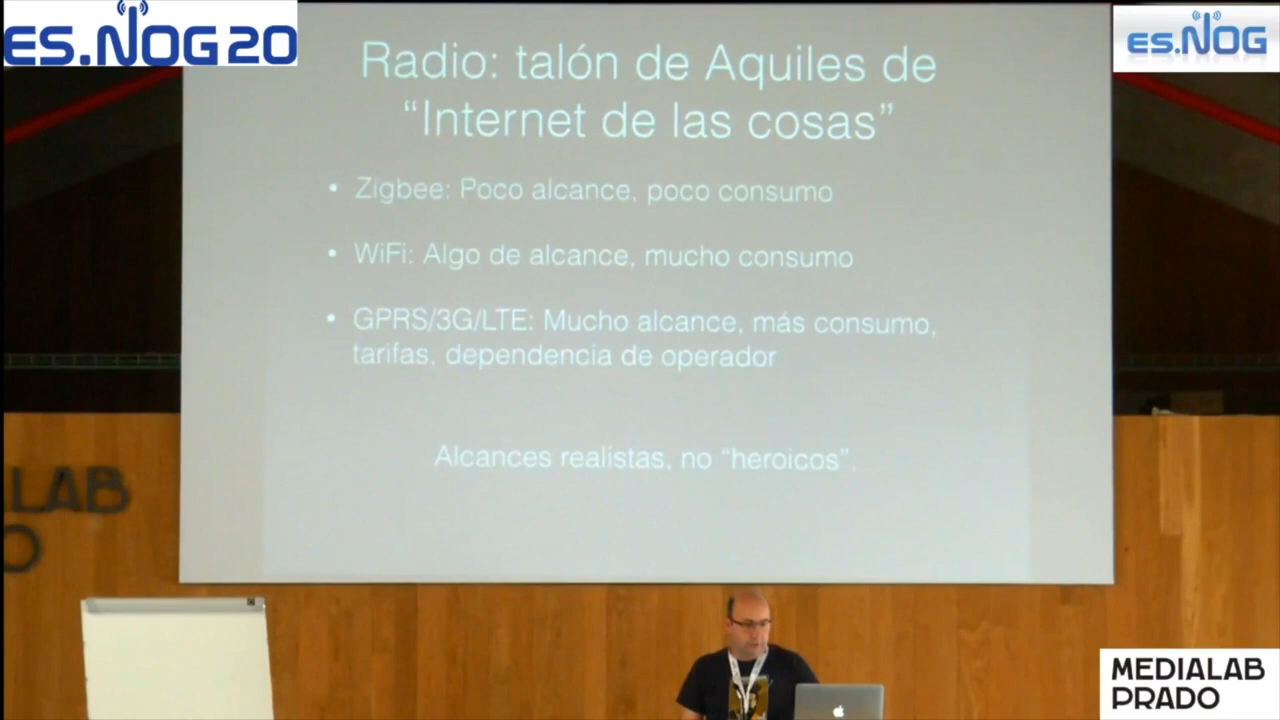 ES.NOG 20
ES.NOG
Radio: talón de Aquiles de
“Internet de las cosas”
• Zigbee: Poco alcance, poco consumo
• WiFi: Algo de alcance, mucho consumo
• GPRS/3G/LTE: Mucho alcance, más consumo,
tarifas, dependencia de operador
Alcances realistas, no “heroicos”.
LAB
O
MEDIALAB
PRADO